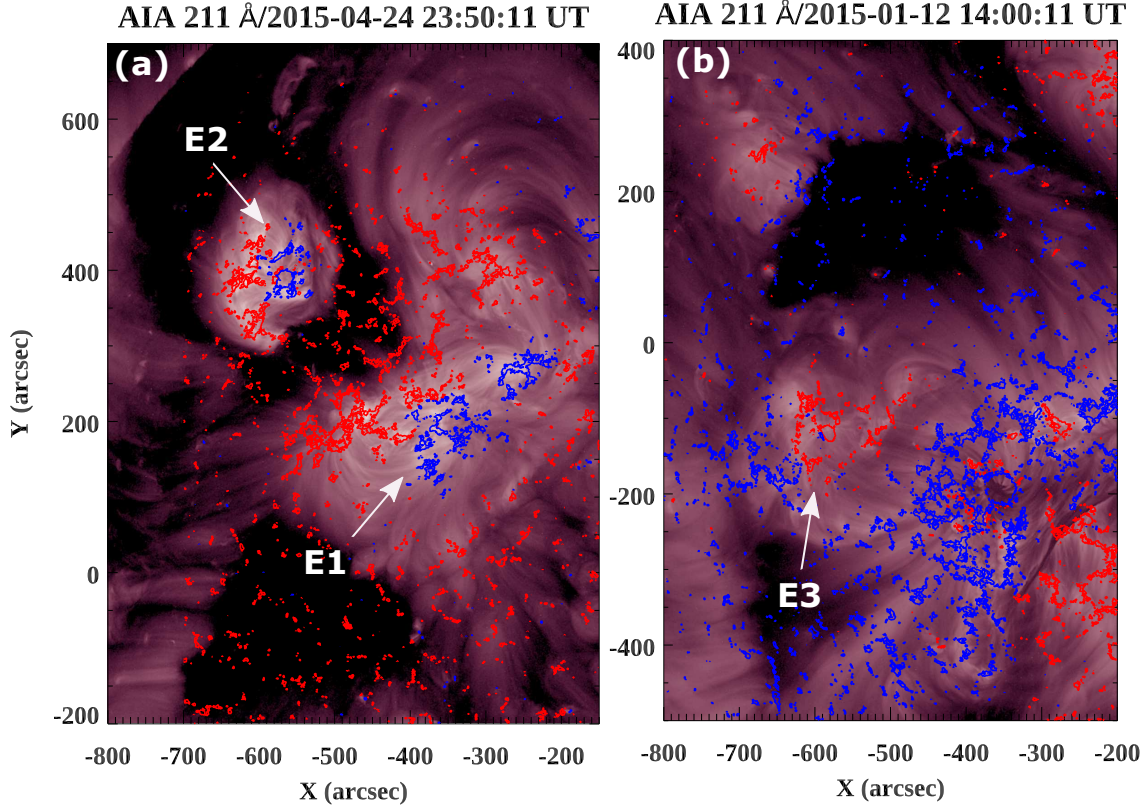 AIA 211 Å/2015-04-24 23:50:11 UT
(a)
E2
E1
600
400
200
0
-200
Y (arcsec)
-800 -700 -600 -500 -400 -300 -200
X (arcsec)
AIA 211 Å/2015-01-12 14:00:11 UT
(b)
E3
400
200
0
-200
-400
-800 -700 -600 -500 -400 -300 -200
X (arcsec)